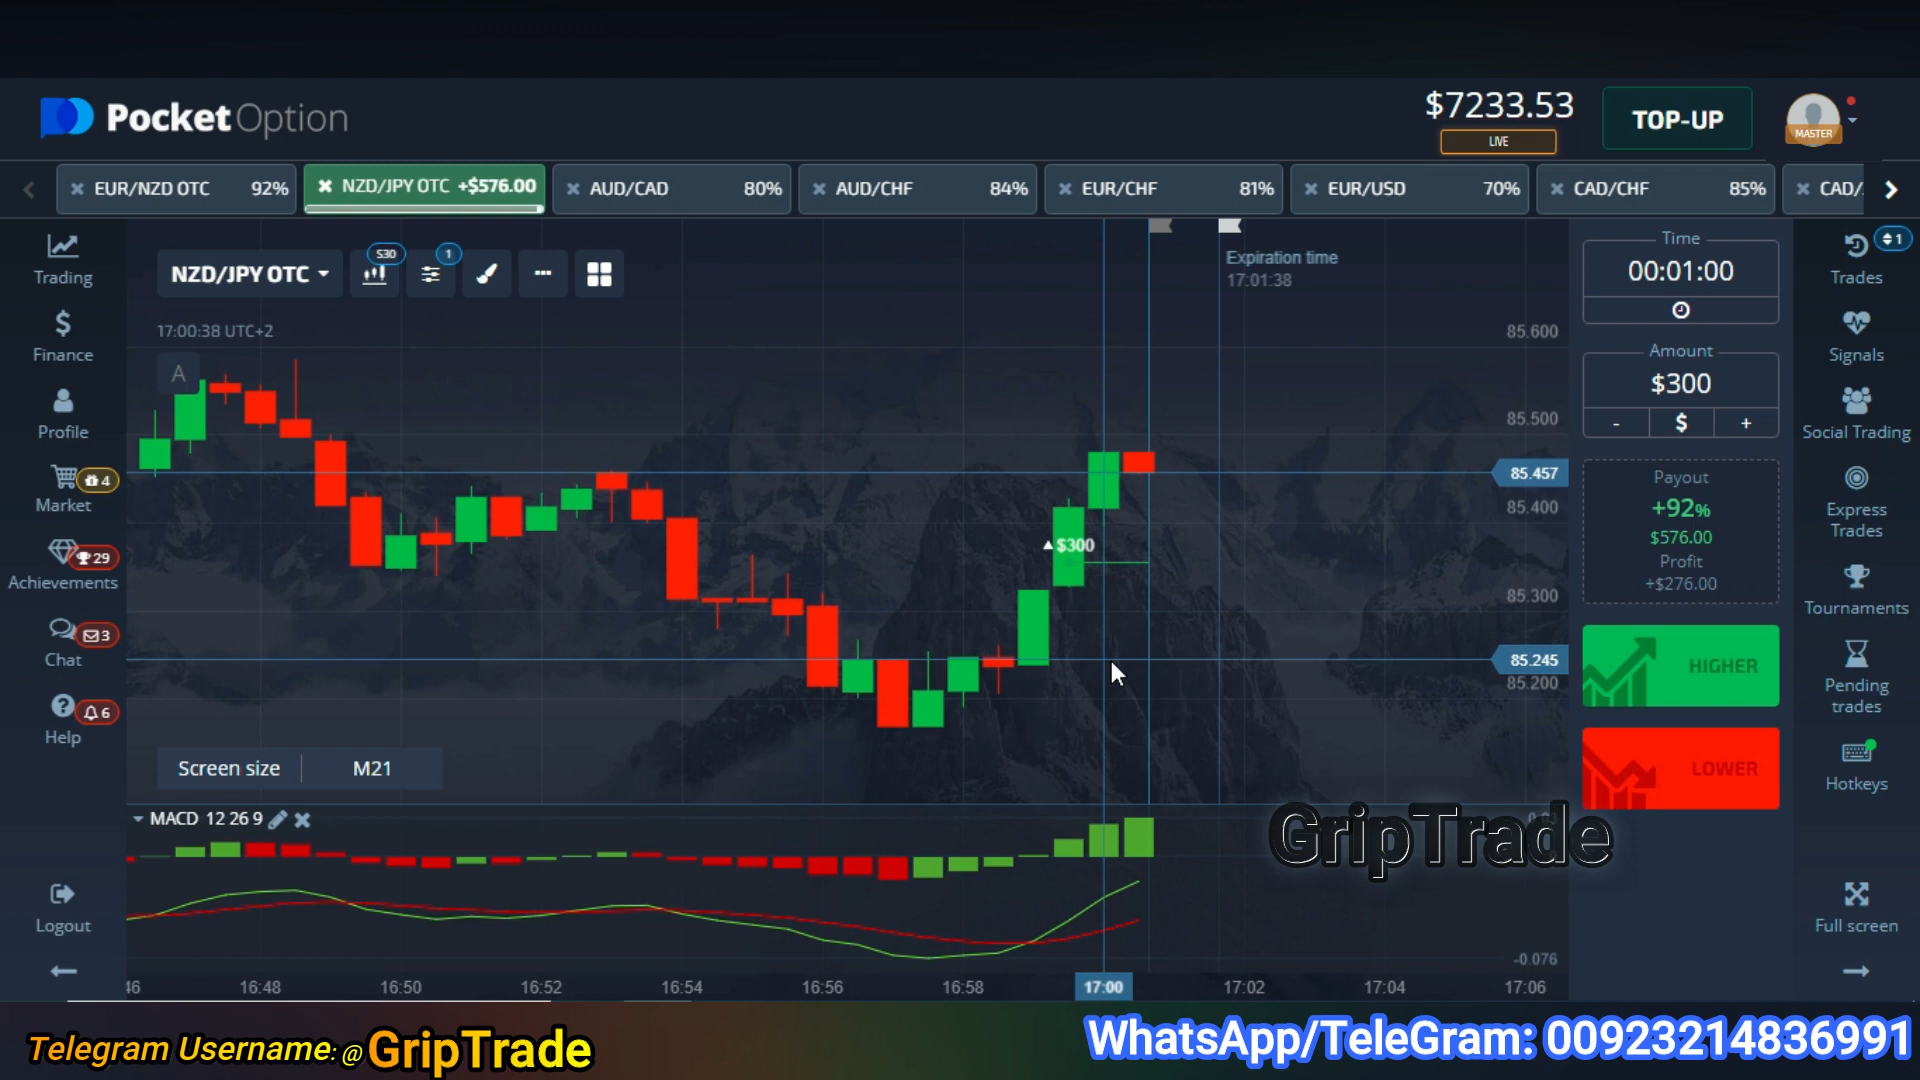 PocketOption
$7233.53
LIVE
TOP-UP
MASTER
EUR/NZD OTC 92%
NZD/JPY OTC +$576.00
AUD/CAD 80%
AUD/CHF 84%
EUR/CHF 81%
EUR/USD 70%
CAD/CHF 85%
CAD/
Trading
Finance
Profile
Market
4
Achievements
29
Chat
3
Help
6
Logout
NZD/JPY OTC
S30
1
17:00:38 UTC+2
A
Expiration time
17:01:38
85.600
85.500
85.457
85.400
85.300
85.245
85.200
$300
Screen size M21
MACD 12 26 9
-0.076
46 16:48 16:50 16:52 16:54 16:56 16:58 17:00 17:02 17:04 17:06
Time
00:01:00
Amount
$300
- $ +
Payout
+92%
$576.00
Profit
+$276.00
HIGHER
LOWER
1
Trades
Signals
Social Trading
Express
Trades
Tournaments
Pending
trades
Hotkeys
Full screen
GripTrade
Telegram Username: @GripTrade
WhatsApp/TeleGram: 00923214836991